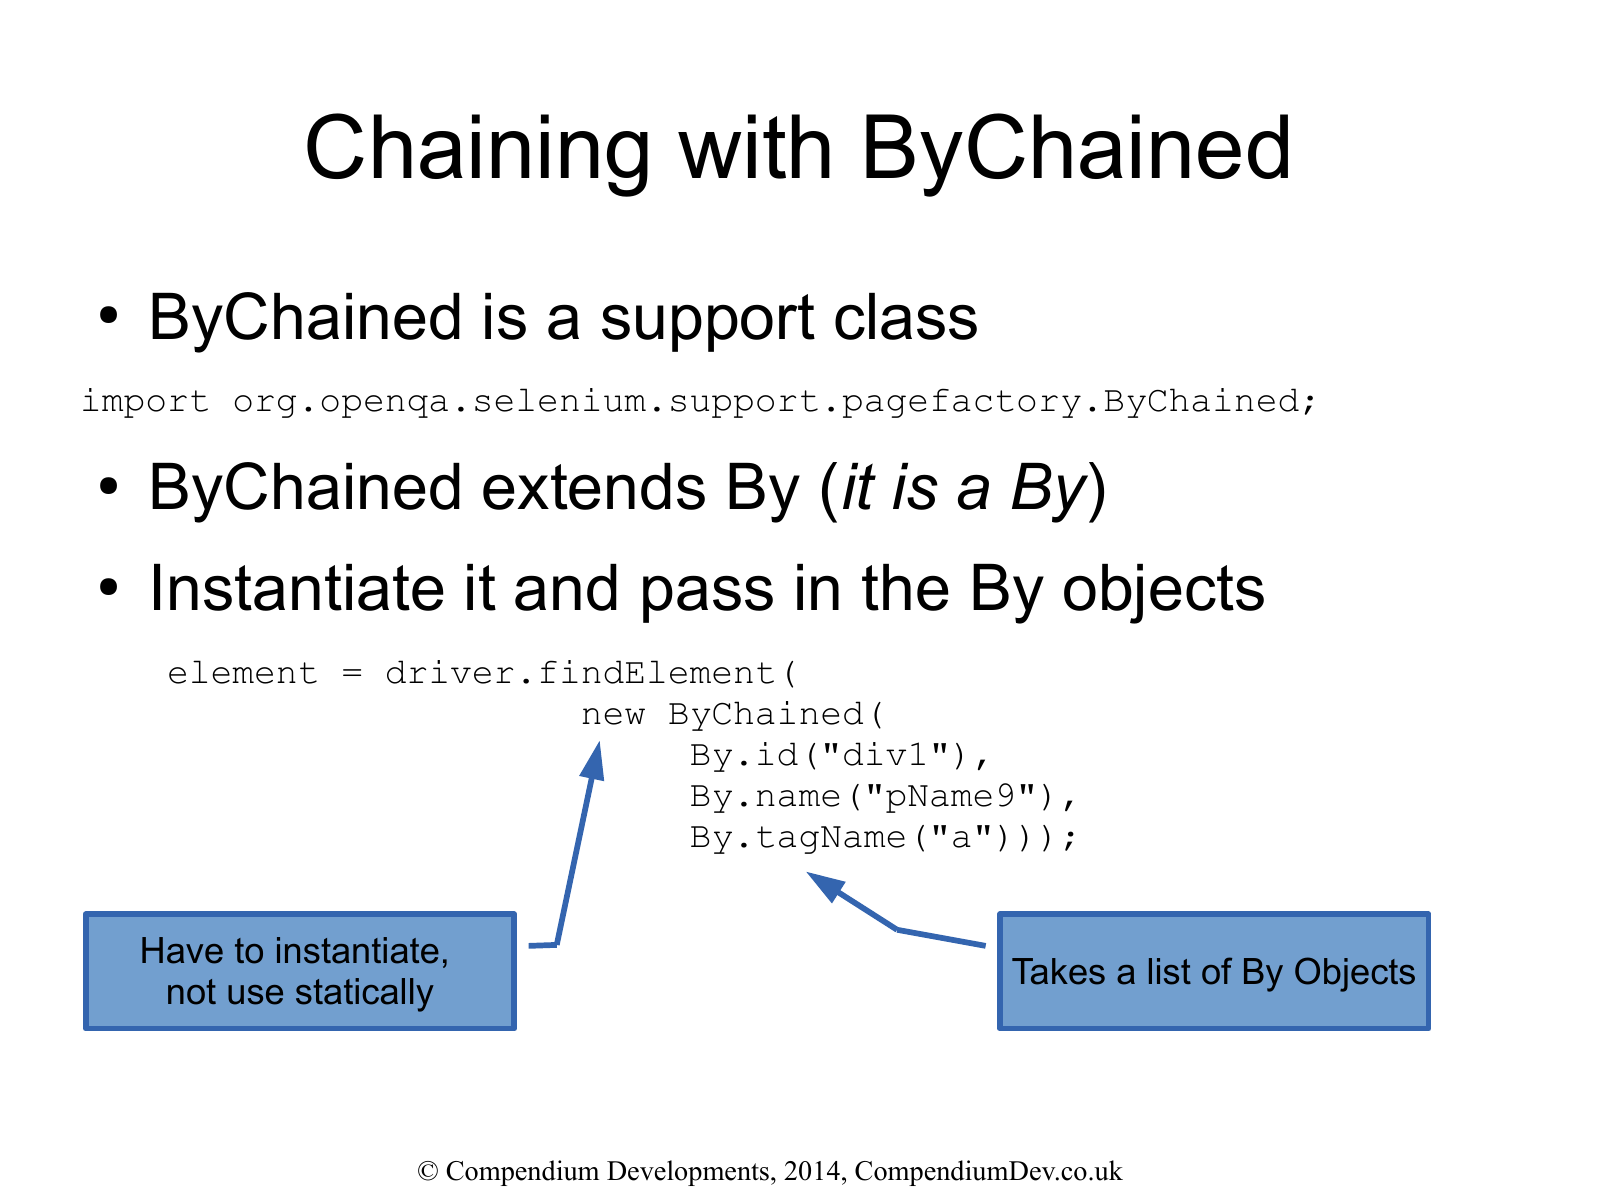 Chaining with ByChained
• ByChained is a support class
import org.openqa.selenium.support.pagefactory.ByChained;
• ByChained extends By (it is a By)
• Instantiate it and pass in the By objects
element = driver.findElement(
new ByChained(
By.id("div1"),
By.name("pName9"),
By.tagName("a")));
Have to instantiate,
not use statically
Takes a list of By Objects
© Compendium Developments, 2014, CompendiumDev.co.uk